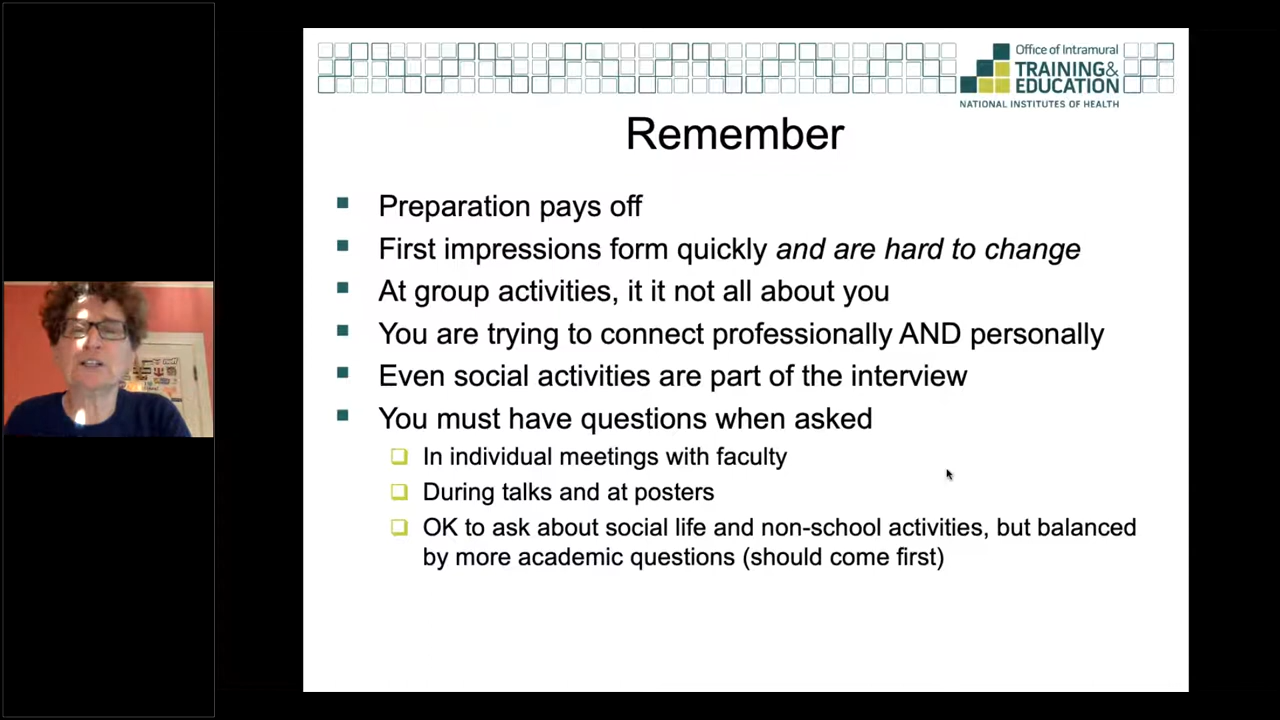 Office of Intramural
TRAINING&
EDUCATION
NATIONAL INSTITUTES OF HEALTH
Remember
Preparation pays off
First impressions form quickly and are hard to change
At group activities, it it not all about you
You are trying to connect professionally AND personally
Even social activities are part of the interview
You must have questions when asked
In individual meetings with faculty
During talks and at posters
OK to ask about social life and non-school activities, but balanced
by more academic questions (should come first)